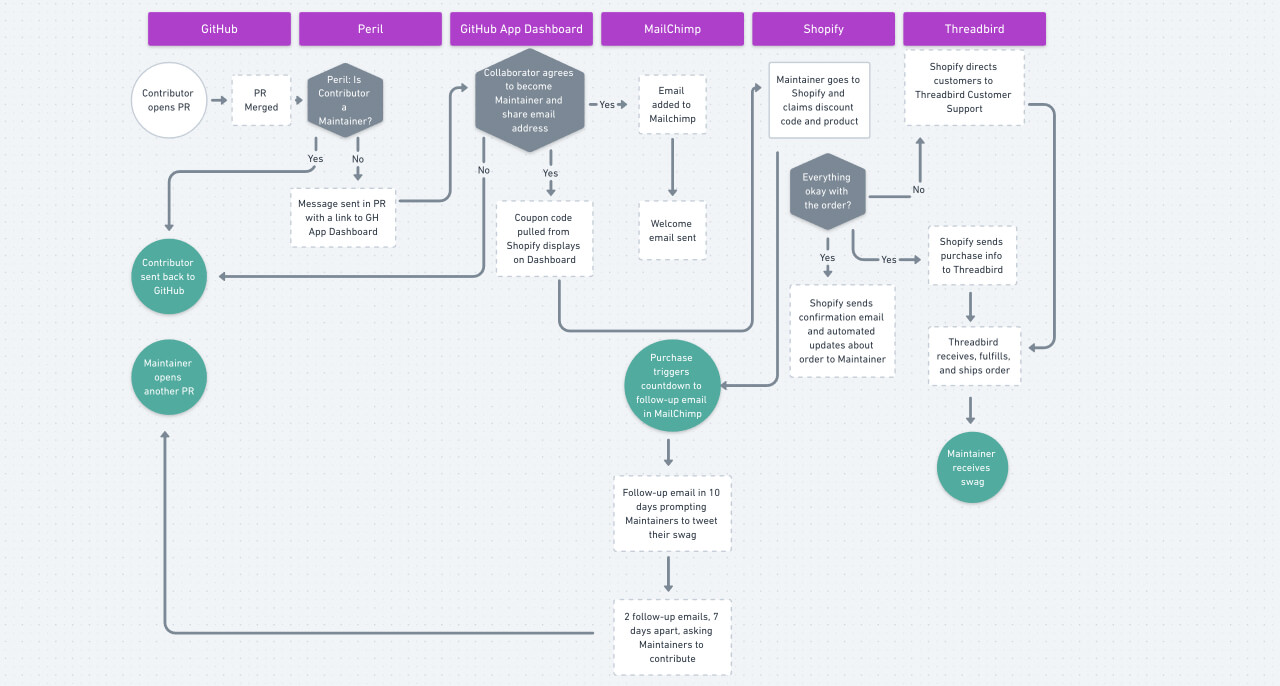 GitHub
Peril
GitHub App Dashboard
MailChimp
Shopify
Threadbird
Contributor
opens PR
PR
Merged
Peril: Is
Contributor
a
Maintainer?
Yes
No
Message sent in PR
with a link to GH
App Dashboard
Contributor
sent back to
GitHub
Maintainer
opens
another PR
Collaborator agrees
to become
Maintainer and
share email
address
Yes
No
Yes
Coupon code
pulled from
Shopify displays
on Dashboard
Email
added to
Mailchimp
Welcome
email sent
Purchase
triggers
countdown to
follow-up email
in MailChimp
Follow-up email in 10
days prompting
Maintainers to tweet
their swag
2 follow-up emails, 7
days apart, asking
Maintainers to
contribute
Maintainer goes to
Shopify and
claims discount
code and product
Everything
okay with
the order?
No
Yes
Yes
Shopify sends
confirmation email
and automated
updates about
order to Maintainer
Shopify directs
customers to
Threadbird Customer
Support
Shopify sends
purchase info
to Threadbird
Threadbird
receives, fulfills,
and ships order
Maintainer
receives
swag